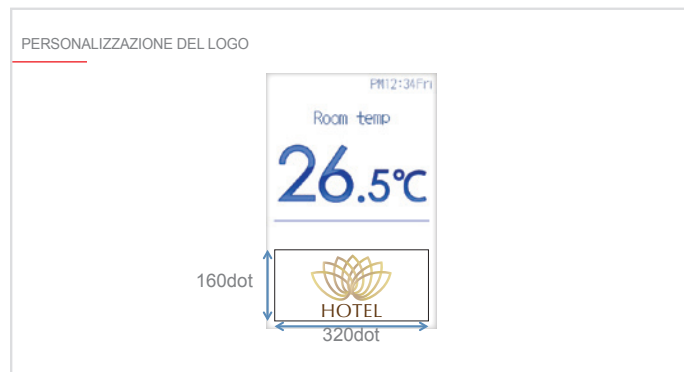 PERSONALIZZAZIONE DEL LOGO
PM12:34Fri
Room temp
26.5℃
160dot
HOTEL
320dot